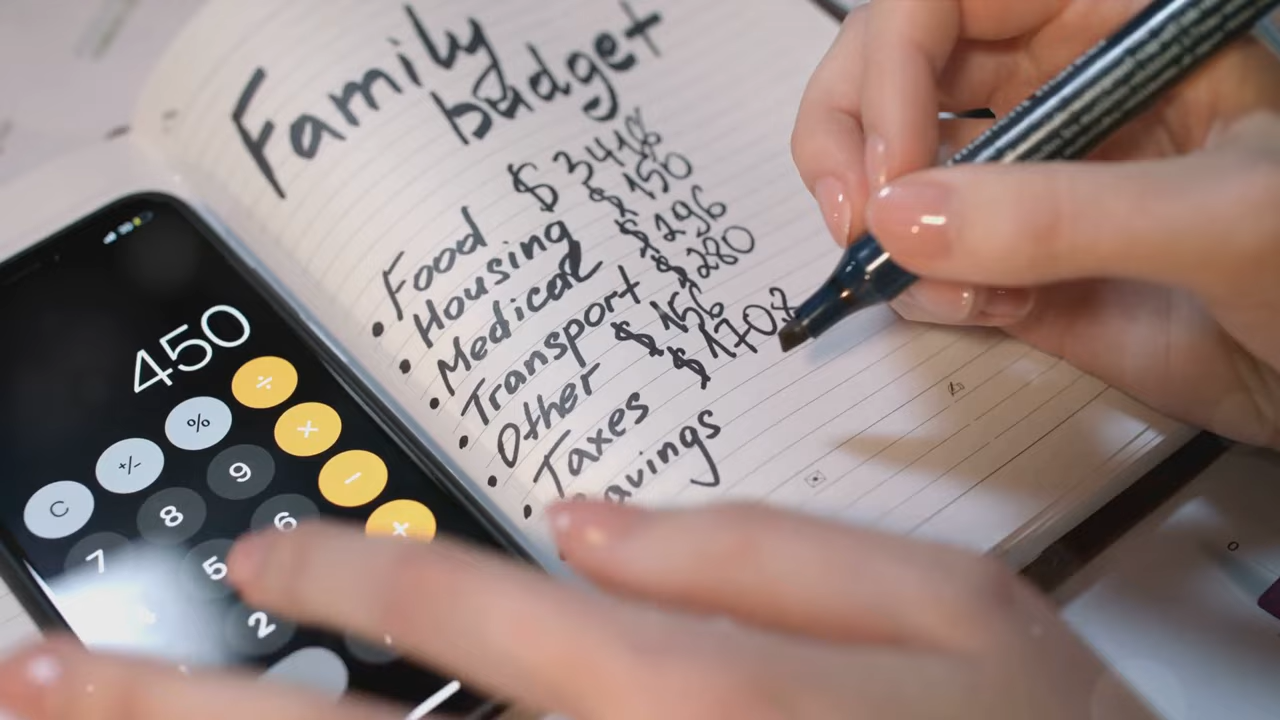 Family
budget
• Food $3418
• Housing $150
• Medical $296
• Transport $280
• Other $156
• Taxes $1708
avings
450
C +/- % ÷
7 8 9 ×
5 6 −
2 +